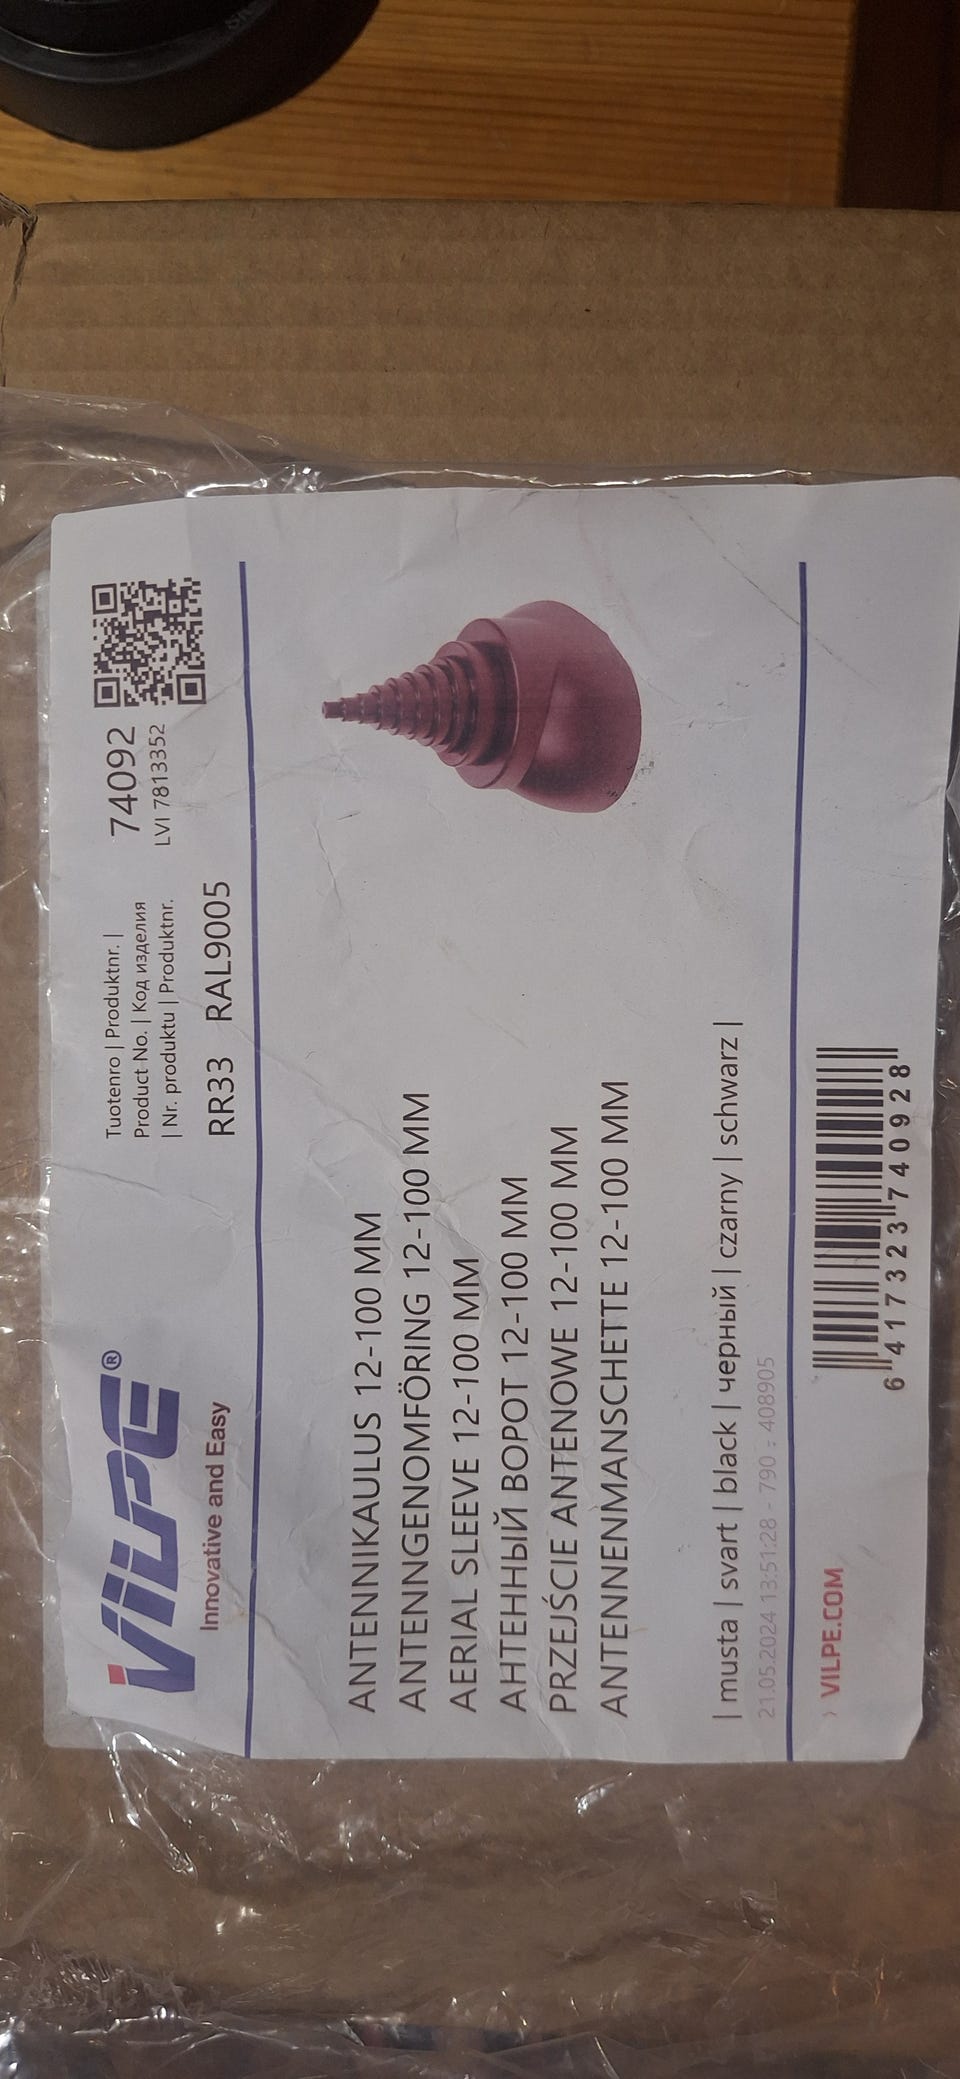 VILPE®
Innovative and Easy
Tuotenro | Produktnr. |
Product No. | Код изделия
| Nr. produktu | Produktnr.
74092
LVI 7813352
RR33 RAL9005
ANTENNIKAULUS 12-100 MM
ANTENNGENOMFÖRING 12-100 MM
AERIAL SLEEVE 12-100 MM
АНТЕННЫЙ ВОРОТ 12-100 MM
PRZEJŚCIE ANTENOWE 12-100 MM
ANTENNENMANSCHETTE 12-100 MM
| musta | svart | black | черный | czarny | schwarz |
21.05.2024 13:51:28 - 790 - 408905
› VILPE.COM
6 417323 740928